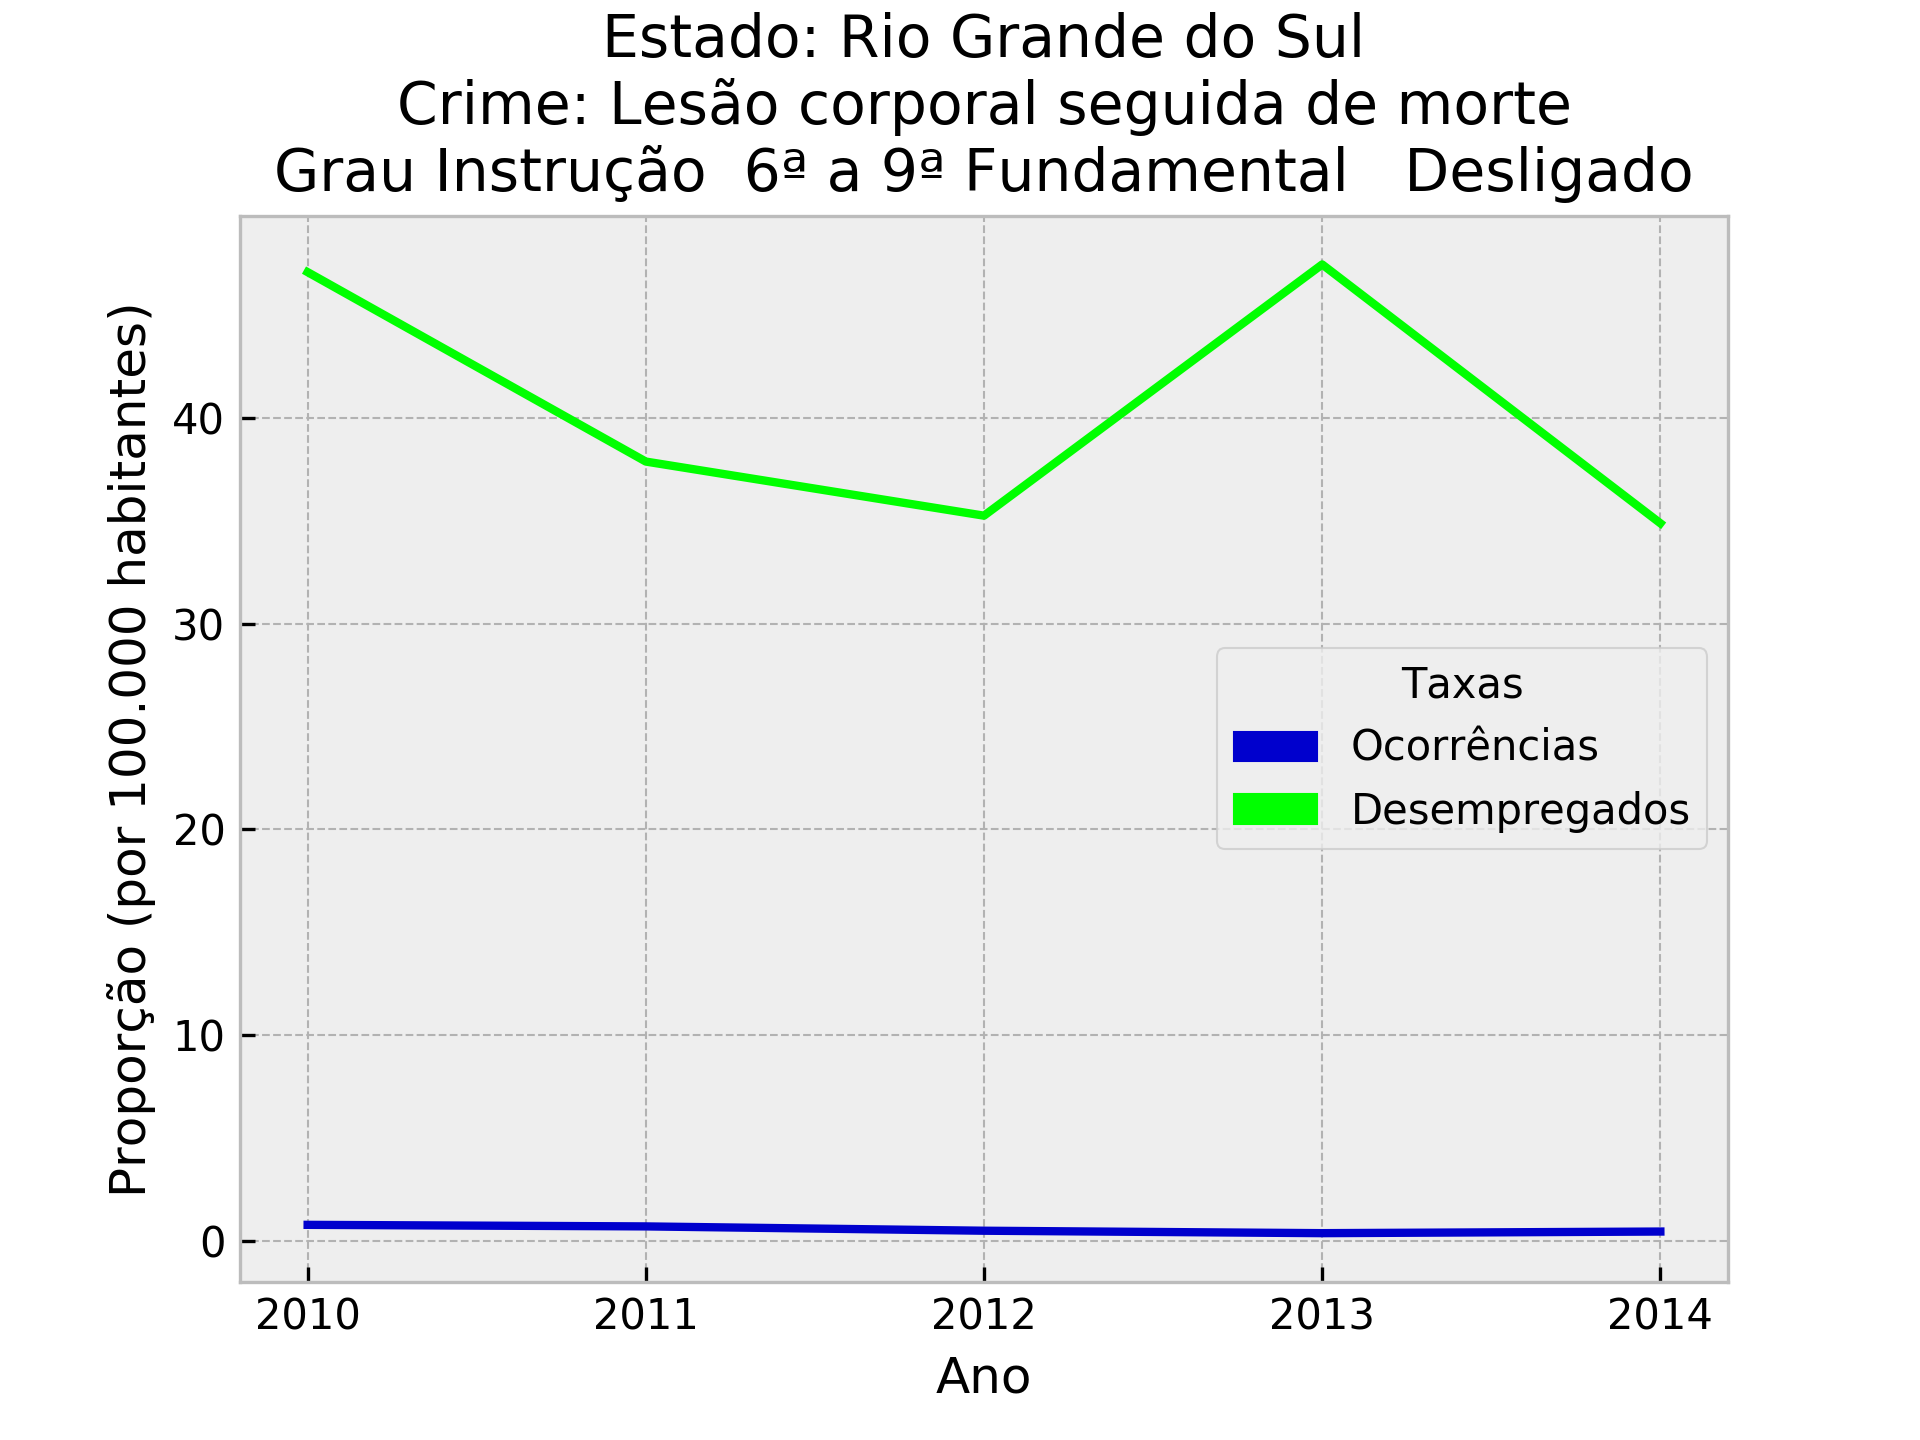 Estado: Rio Grande do Sul
Crime: Lesão corporal seguida de morte
Grau Instrução  6ª a 9ª Fundamental   Desligado
Proporção (por 100.000 habitantes)
40
30
20
10
0
Taxas
Ocorrências
Desempregados
2010 2011 2012 2013 2014
Ano